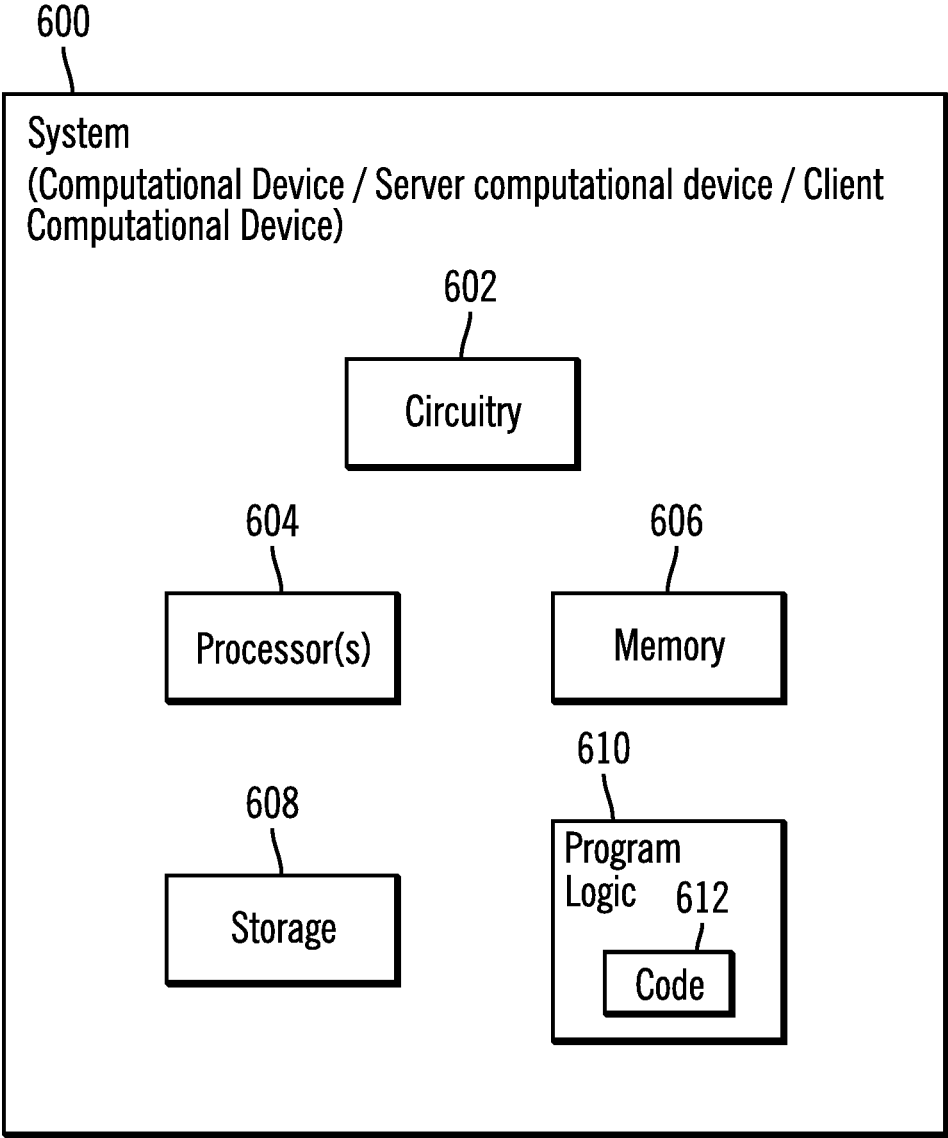 600
System
(Computational Device / Server computational device / Client
Computational Device)
602
Circuitry
604
606
Processor(s)
Memory
610
608
Program
Logic
612
Storage
Code